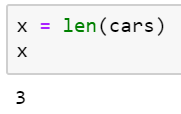 x = len(cars)
x
3